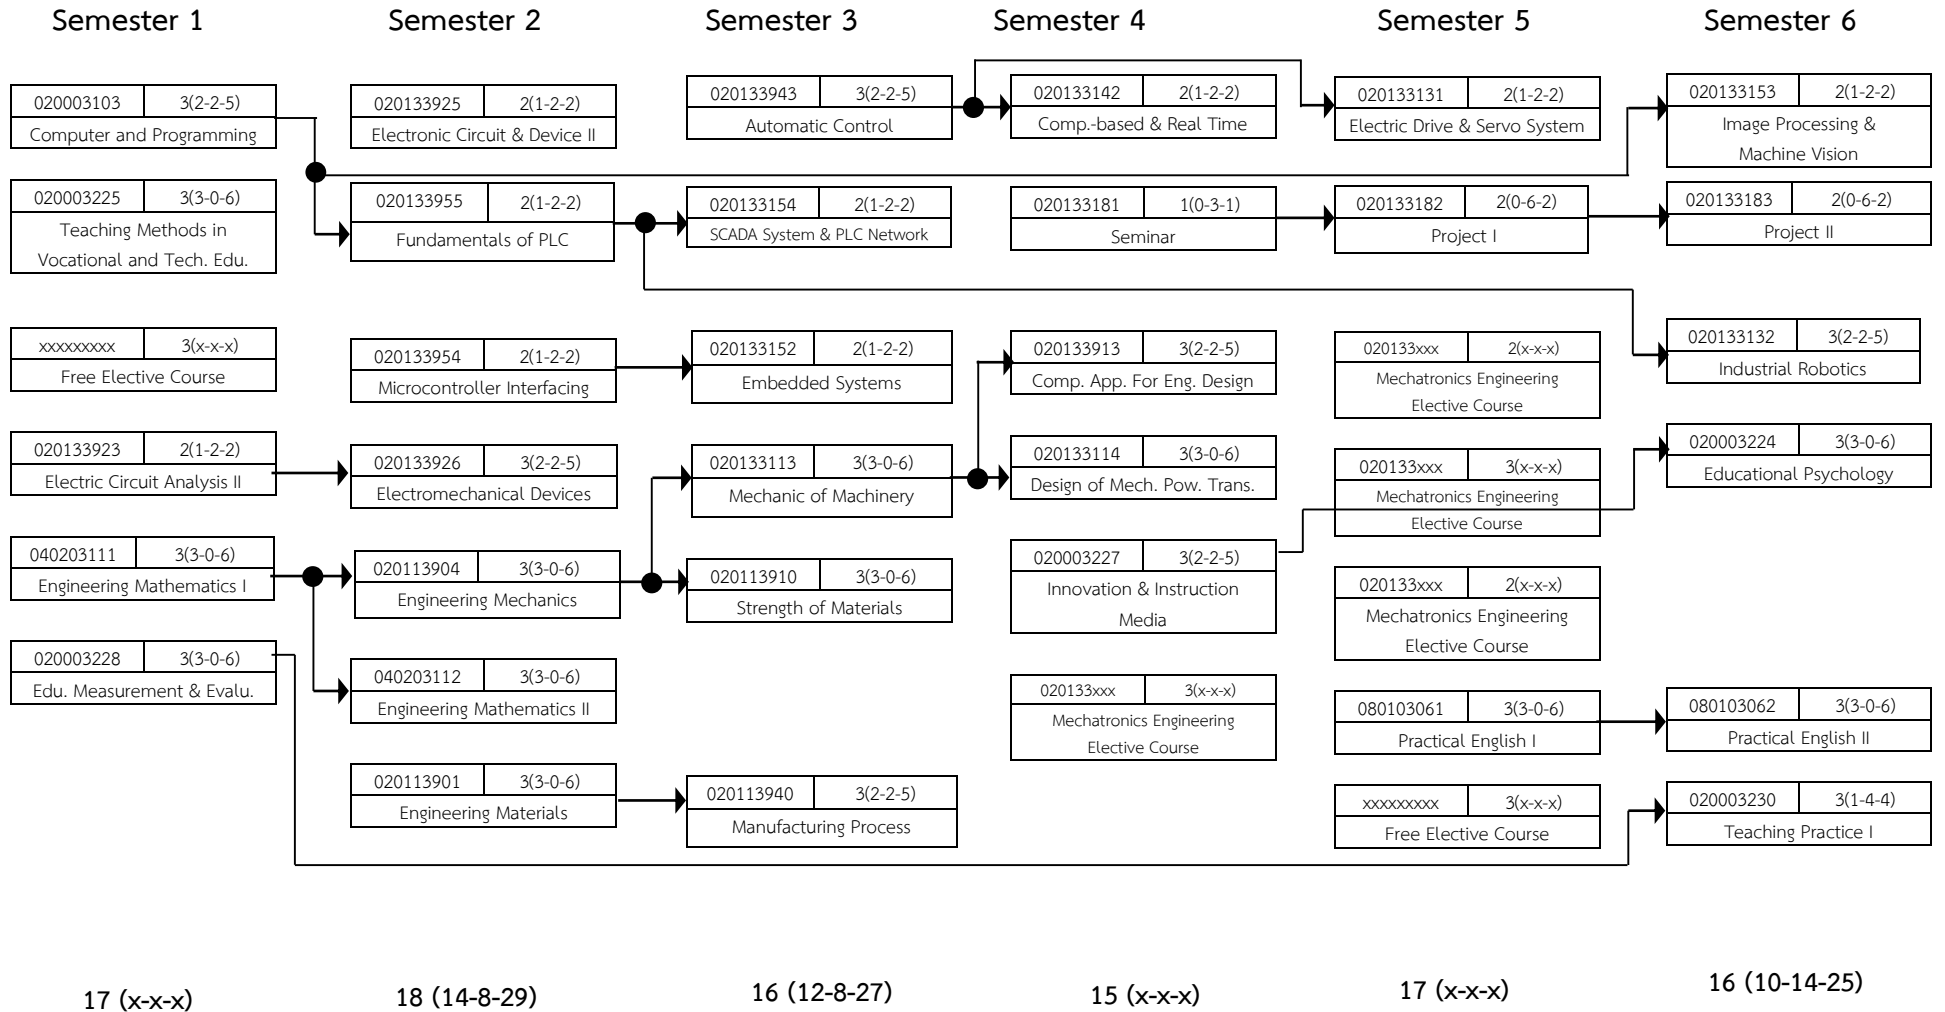 Semester 1
020003103 3(2-2-5)
Computer and Programming
020003225 3(3-0-6)
Teaching Methods in
Vocational and Tech. Edu.
xxxxxxxxx 3(x-x-x)
Free Elective Course
020133923 2(1-2-2)
Electric Circuit Analysis II
040203111 3(3-0-6)
Engineering Mathematics I
020003228 3(3-0-6)
Edu. Measurement & Evalu.
17 (x-x-x)
Semester 2
020133925 2(1-2-2)
Electronic Circuit & Device II
020133955 2(1-2-2)
Fundamentals of PLC
020133954 2(1-2-2)
Microcontroller Interfacing
020133926 3(2-2-5)
Electromechanical Devices
020113904 3(3-0-6)
Engineering Mechanics
040203112 3(3-0-6)
Engineering Mathematics II
020113901 3(3-0-6)
Engineering Materials
18 (14-8-29)
Semester 3
020133943 3(2-2-5)
Automatic Control
020133154 2(1-2-2)
SCADA System & PLC Network
020133152 2(1-2-2)
Embedded Systems
020133113 3(3-0-6)
Mechanic of Machinery
020113910 3(3-0-6)
Strength of Materials
020113940 3(2-2-5)
Manufacturing Process
16 (12-8-27)
Semester 4
020133142 2(1-2-2)
Comp.-based & Real Time
020133181 1(0-3-1)
Seminar
020133913 3(2-2-5)
Comp. App. For Eng. Design
020133114 3(3-0-6)
Design of Mech. Pow. Trans.
020003227 3(2-2-5)
Innovation & Instruction
Media
020133xxx 3(x-x-x)
Mechatronics Engineering
Elective Course
15 (x-x-x)
Semester 5
020133131 2(1-2-2)
Electric Drive & Servo System
020133182 2(0-6-2)
Project I
020133xxx 2(x-x-x)
Mechatronics Engineering
Elective Course
020133xxx 3(x-x-x)
Mechatronics Engineering
Elective Course
020133xxx 2(x-x-x)
Mechatronics Engineering
Elective Course
080103061 3(3-0-6)
Practical English I
xxxxxxxxx 3(x-x-x)
Free Elective Course
17 (x-x-x)
Semester 6
020133153 2(1-2-2)
Image Processing &
Machine Vision
020133183 2(0-6-2)
Project II
020133132 3(2-2-5)
Industrial Robotics
020003224 3(3-0-6)
Educational Psychology
080103062 3(3-0-6)
Practical English II
020003230 3(1-4-4)
Teaching Practice I
16 (10-14-25)